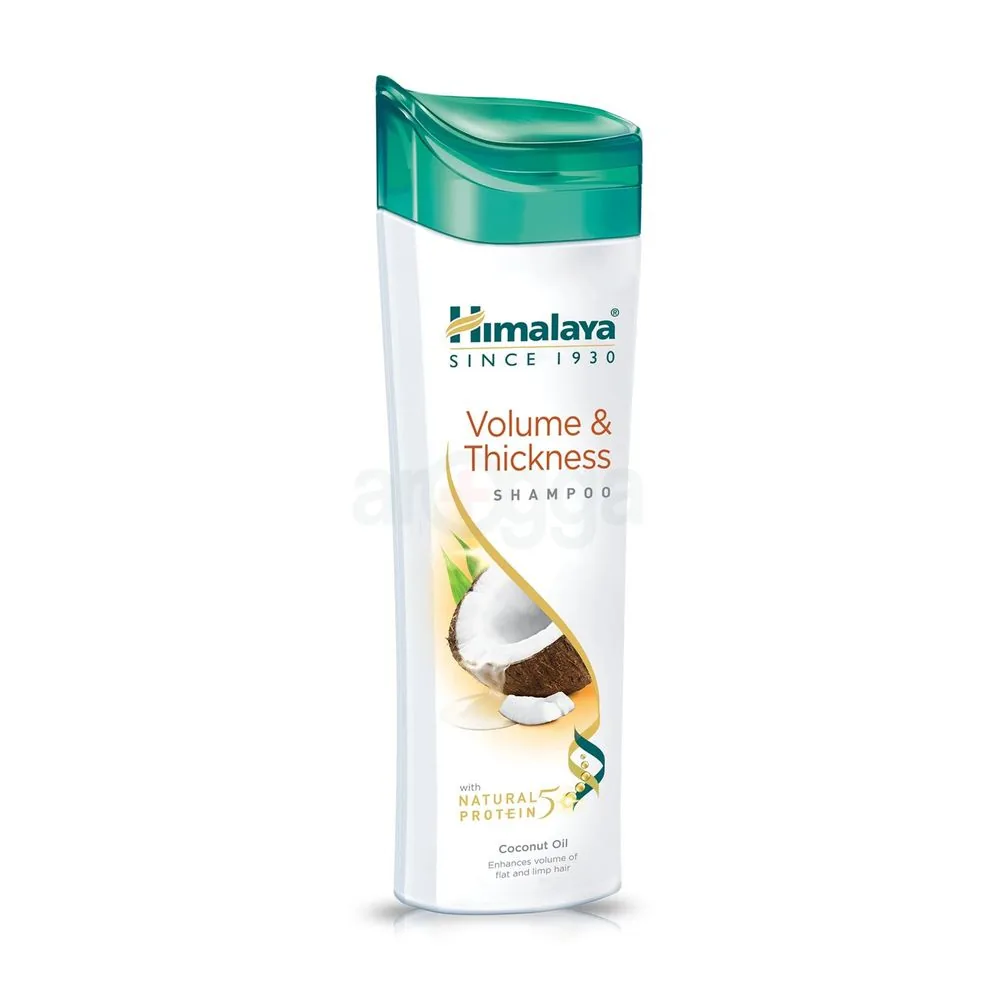 Himalaya®
SINCE 1930
Volume &
Thickness
SHAMPOO
arogga
with
NATURAL 5
PROTEIN
Coconut Oil
Enhances volume of
flat and limp hair